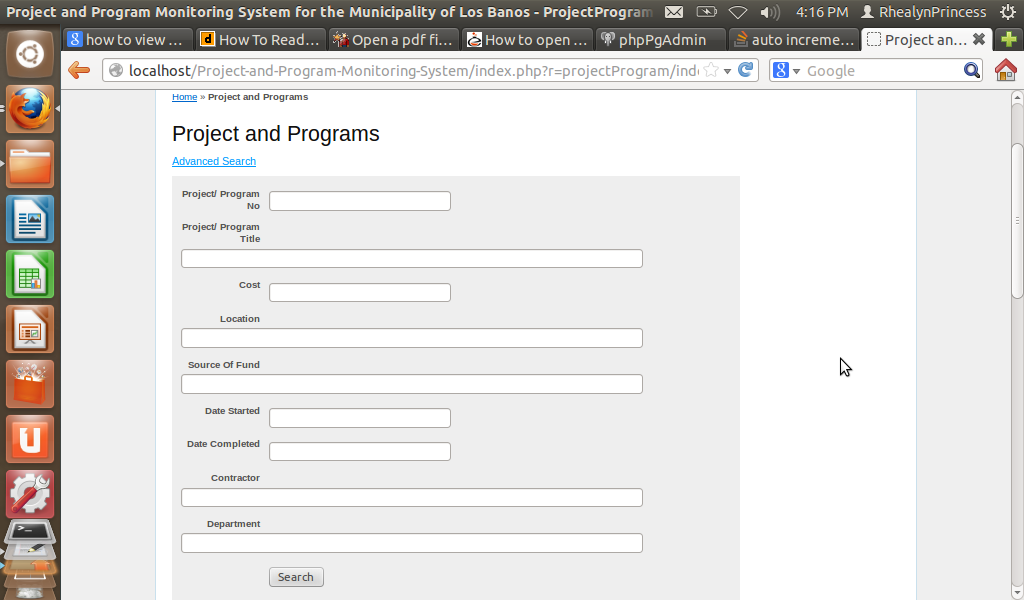 Project and Program Monitoring System for the Municipality of Los Banos - ProjectProgram
4:16 PM
RhealynPrincess
how to view ...
How To Read...
Open a pdf fi...
How to open ...
phpPgAdmin
auto increme...
Project an...
localhost/Project-and-Program-Monitoring-System/index.php?r=projectProgram/ind
Google
Home » Project and Programs
Project and Programs
Advanced Search
Project/ Program
No
Project/ Program
Title
Cost
Location
Source Of Fund
Date Started
Date Completed
Contractor
Department
Search